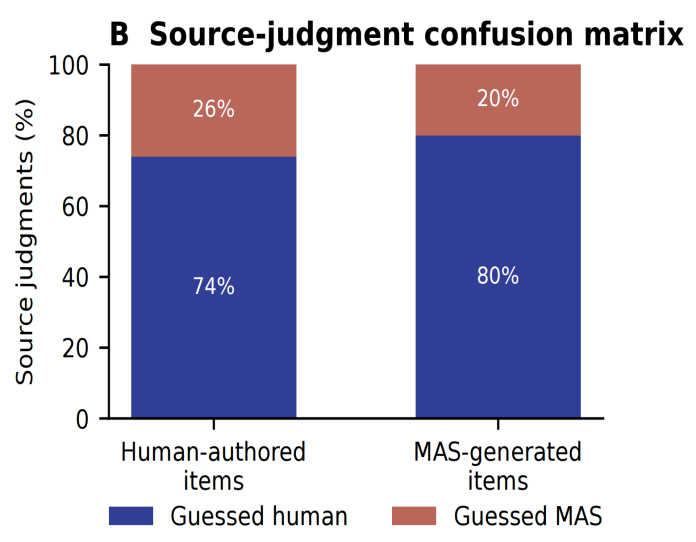 B Source-judgment confusion matrix
Source judgments (%)
100
80
60
40
20
0
26%
20%
74%
80%
Human-authored
items
MAS-generated
items
Guessed human
Guessed MAS